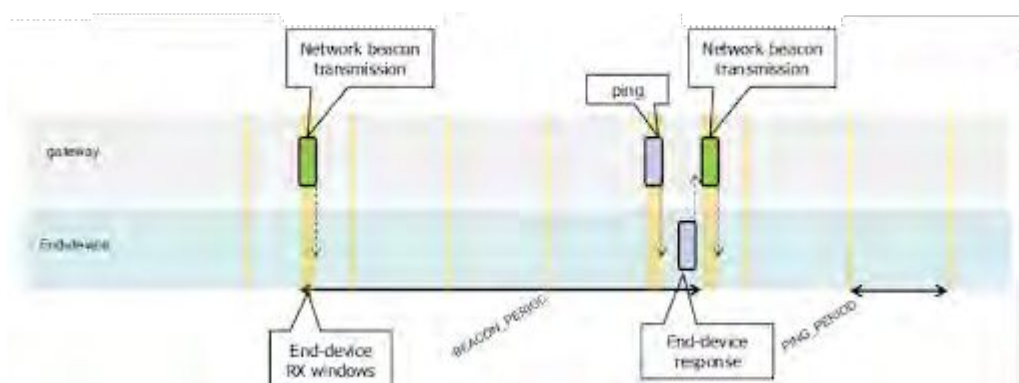 Network beacon
transmission
Network beacon
transmission
ping
gateway
End-device
BEACON_PERIOD
PING_PERIOD
End-device
RX windows
End-device
response